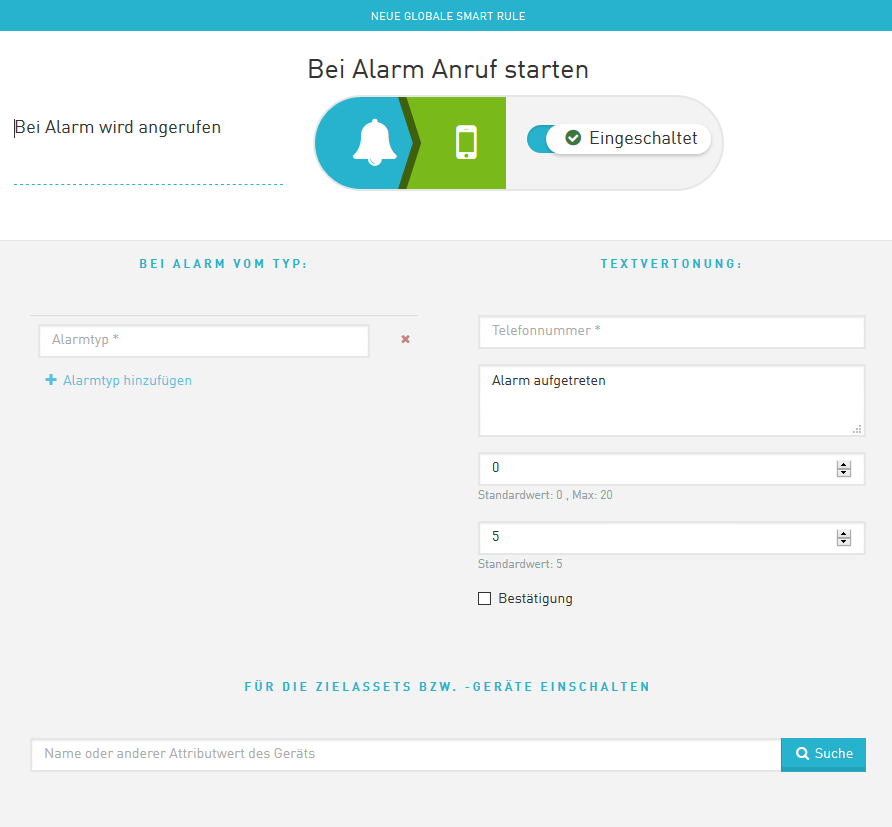 NEUE GLOBALE SMART RULE
Bei Alarm Anruf starten
Bei Alarm wird angerufen
Eingeschaltet
BEI ALARM VOM TYP:
Alarmtyp *
Alarmtyp hinzufügen
TEXTVERTONUNG:
Telefonnummer *
Alarm aufgetreten
0
Standardwert: 0 , Max: 20
5
Standardwert: 5
Bestätigung
FÜR DIE ZIELASSETS BZW. -GERÄTE EINSCHALTEN
Name oder anderer Attributwert des Geräts
Suche